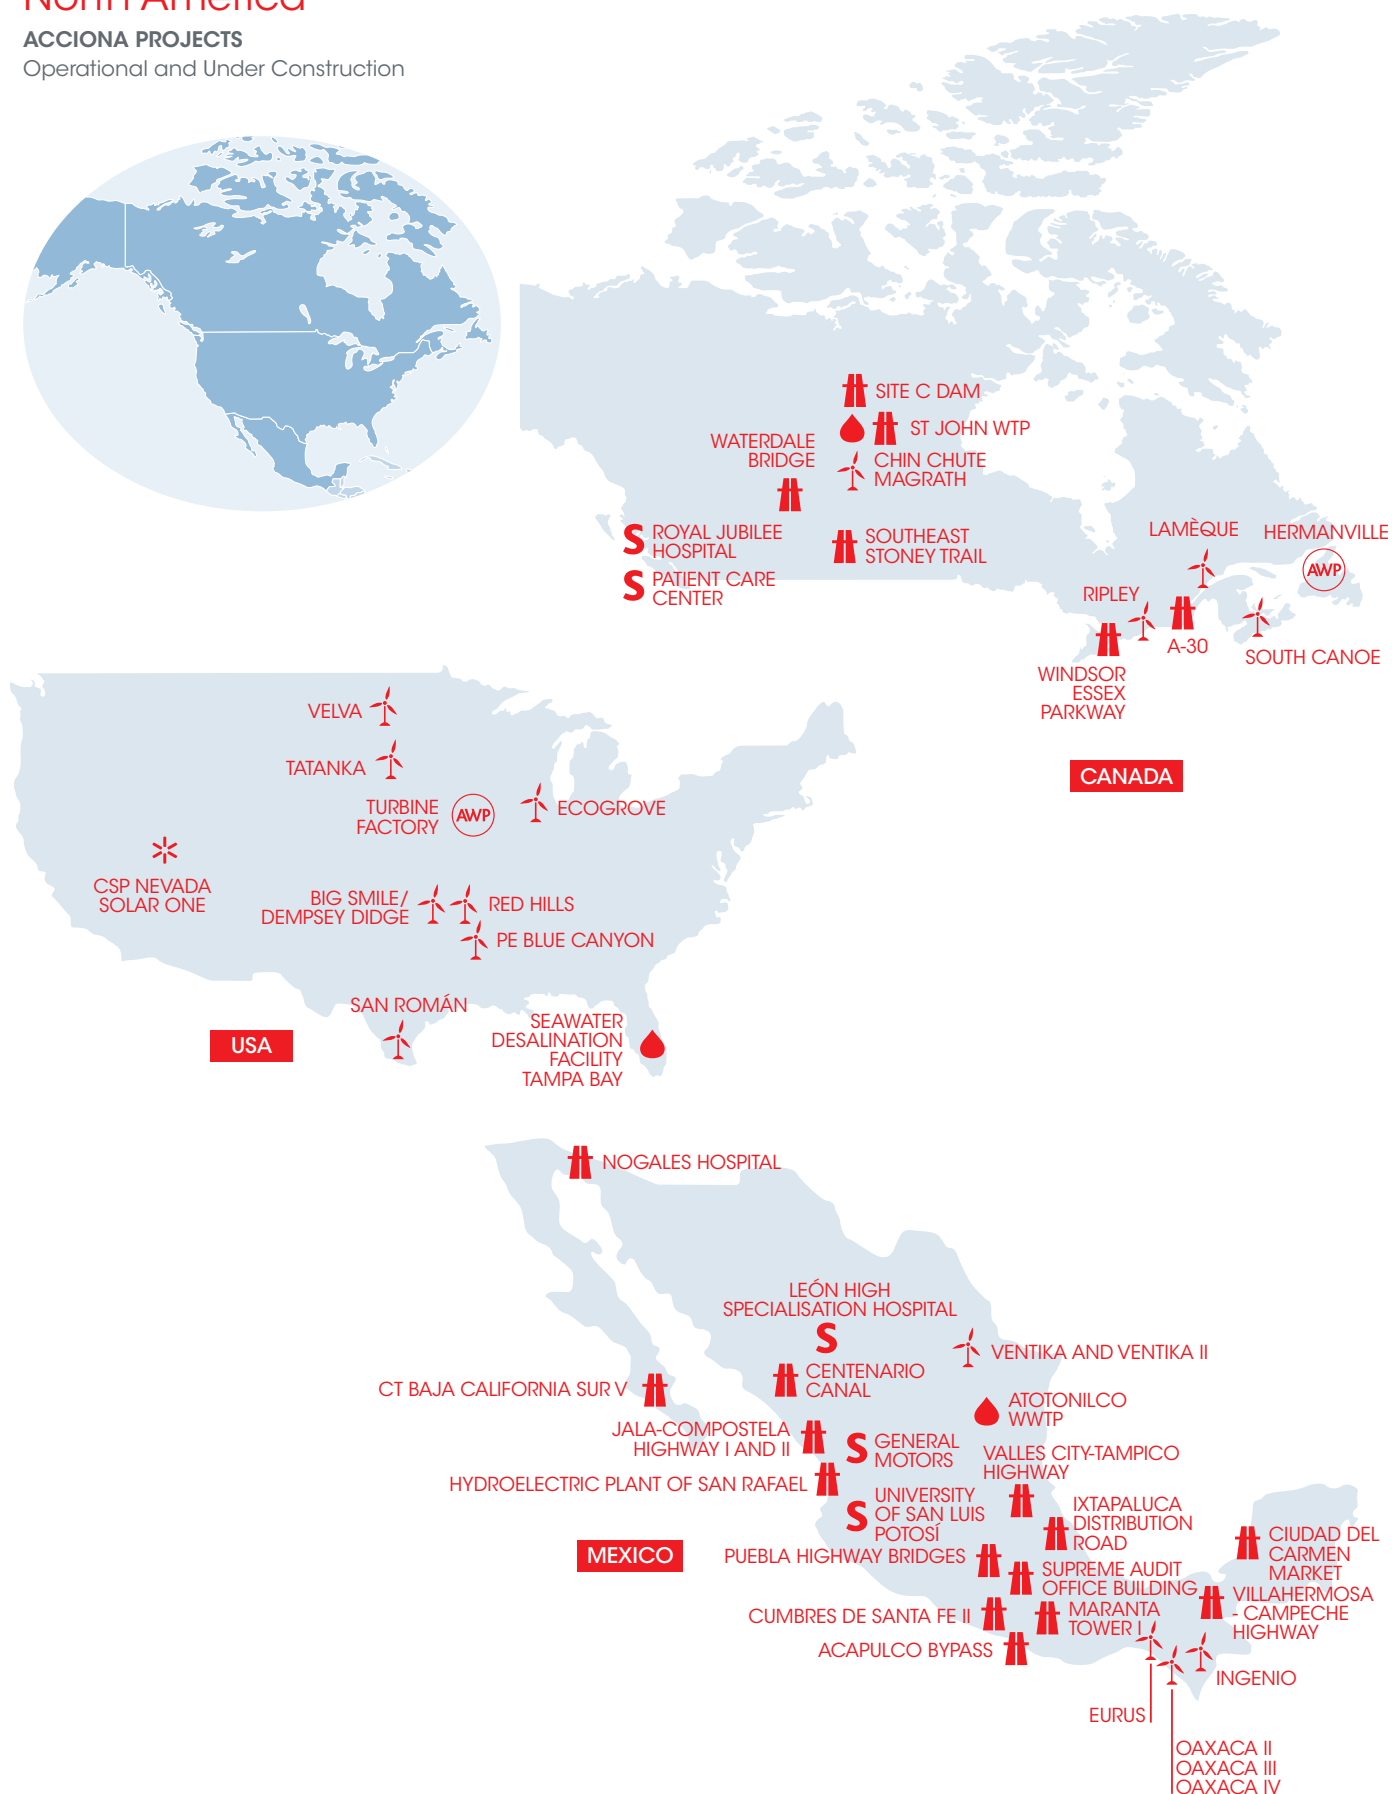 North America
ACCIONA PROJECTS
Operational and Under Construction
SITE C DAM
ST JOHN WTP
WATERDALE
BRIDGE
CHIN CHUTE
MAGRATH
ROYAL JUBILEE
HOSPITAL
SOUTHEAST
STONEY TRAIL
PATIENT CARE
CENTER
LAMÈQUE
HERMANVILLE
AWP
RIPLEY
A-30
SOUTH CANOE
WINDSOR
ESSEX
PARKWAY
CANADA
VELVA
TATANKA
TURBINE
FACTORY
AWP
ECOGROVE
CSP NEVADA
SOLAR ONE
BIG SMILE/
DEMPSEY DIDGE
RED HILLS
PE BLUE CANYON
SAN ROMÁN
SEAWATER
DESALINATION
FACILITY
TAMPA BAY
USA
NOGALES HOSPITAL
LEÓN HIGH
SPECIALISATION HOSPITAL
VENTIKA AND VENTIKA II
CENTENARIO
CANAL
CT BAJA CALIFORNIA SUR V
ATOTONILCO
WWTP
JALA-COMPOSTELA
HIGHWAY I AND II
GENERAL
MOTORS
VALLES CITY-TAMPICO
HIGHWAY
HYDROELECTRIC PLANT OF SAN RAFAEL
UNIVERSITY
OF SAN LUIS
POTOSÍ
IXTAPALUCA
DISTRIBUTION
ROAD
CIUDAD DEL
CARMEN
MARKET
MEXICO
PUEBLA HIGHWAY BRIDGES
SUPREME AUDIT
OFFICE BUILDING
VILLAHERMOSA
- CAMPECHE
HIGHWAY
CUMBRES DE SANTA FE II
MARANTA
TOWER I
ACAPULCO BYPASS
INGENIO
EURUS
OAXACA II
OAXACA III
OAXACA IV